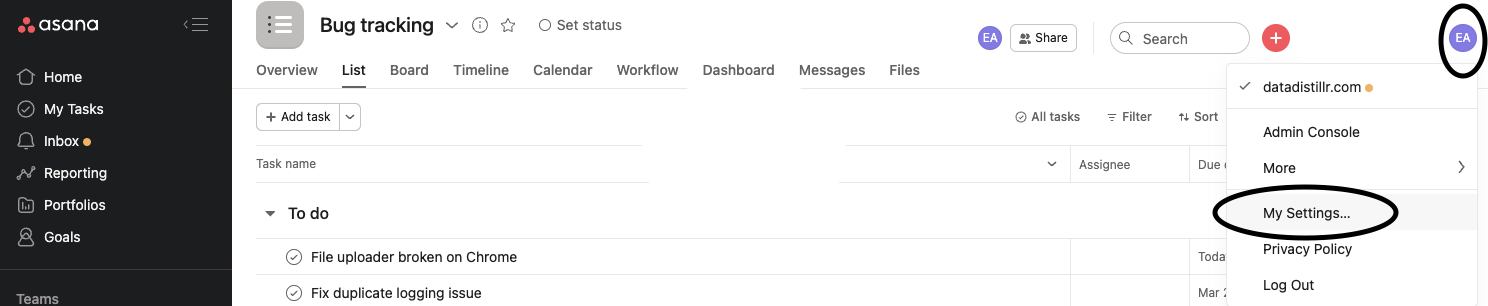 asana
Home
My Tasks
Inbox
Reporting
Portfolios
Goals
Teams
Bug tracking
Set status
EA
Share
Search
EA
Overview List Board Timeline Calendar Workflow Dashboard Messages Files
+ Add task
All tasks Filter Sort
Task name Assignee Due
To do
File uploader broken on Chrome Today
Fix duplicate logging issue Mar 2
datadistillr.com
Admin Console
More
My Settings...
Privacy Policy
Log Out